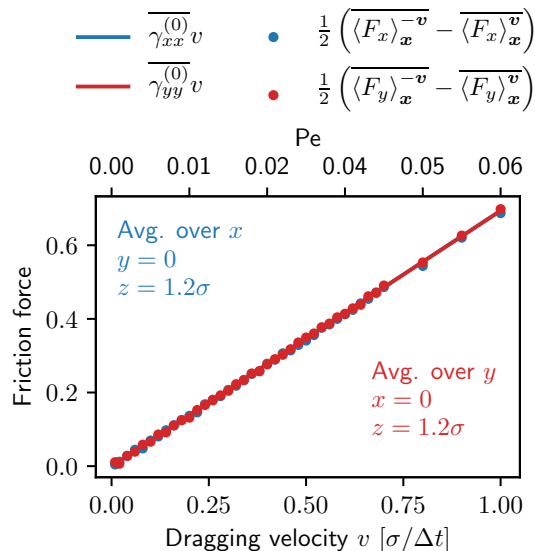 $\overline{\gamma_{xx}^{(0)}} v$ $\frac{1}{2}\left(\overline{\langle F_x\rangle_{\boldsymbol{x}}^{-\boldsymbol{v}}} - \overline{\langle F_x\rangle_{\boldsymbol{x}}^{\boldsymbol{v}}}\right)$
$\overline{\gamma_{yy}^{(0)}} v$ $\frac{1}{2}\left(\overline{\langle F_y\rangle_{\boldsymbol{x}}^{-\boldsymbol{v}}} - \overline{\langle F_y\rangle_{\boldsymbol{x}}^{\boldsymbol{v}}}\right)$
Pe
0.00 0.01 0.02 0.04 0.05 0.06
Friction force
0.6
0.4
0.2
0.0
Avg. over $x$
$y = 0$
$z = 1.2\sigma$
Avg. over $y$
$x = 0$
$z = 1.2\sigma$
0.00 0.25 0.50 0.75 1.00
Dragging velocity $v$ $[\sigma/\Delta t]$